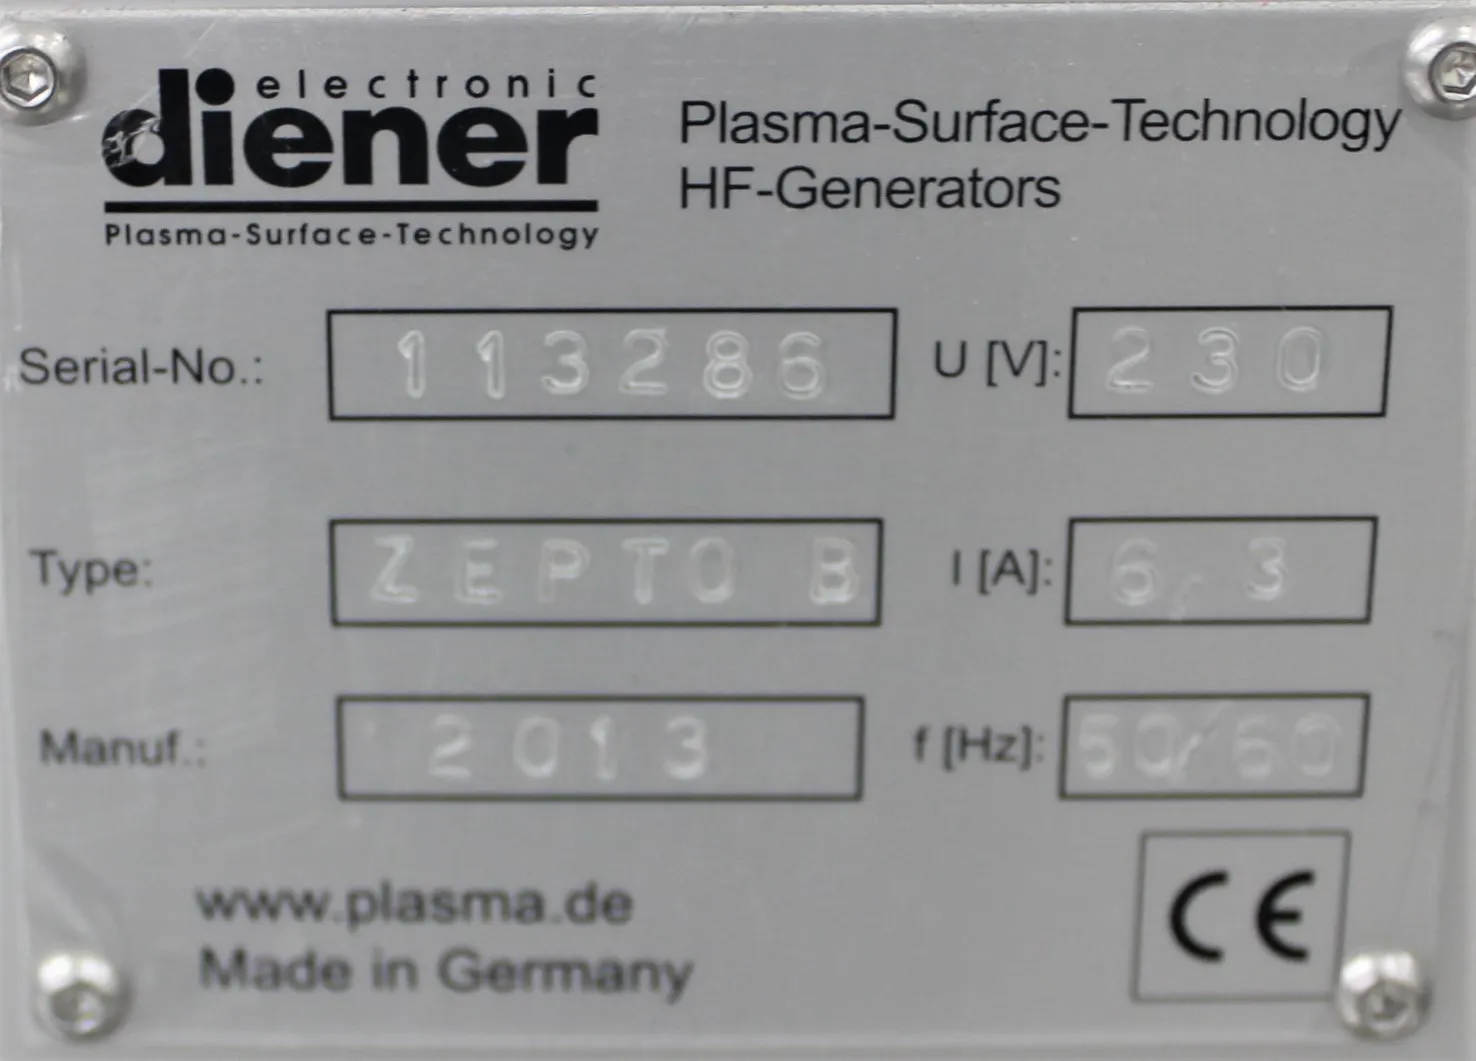 electronic
diener
Plasma-Surface-Technology
Plasma-Surface-Technology
HF-Generators
Serial-No.: 113286 U [V]: 230
Type: ZEPTO B I [A]: 6,3
Manuf.: 2013 f [Hz]: 50/60
www.plasma.de
Made in Germany
CE